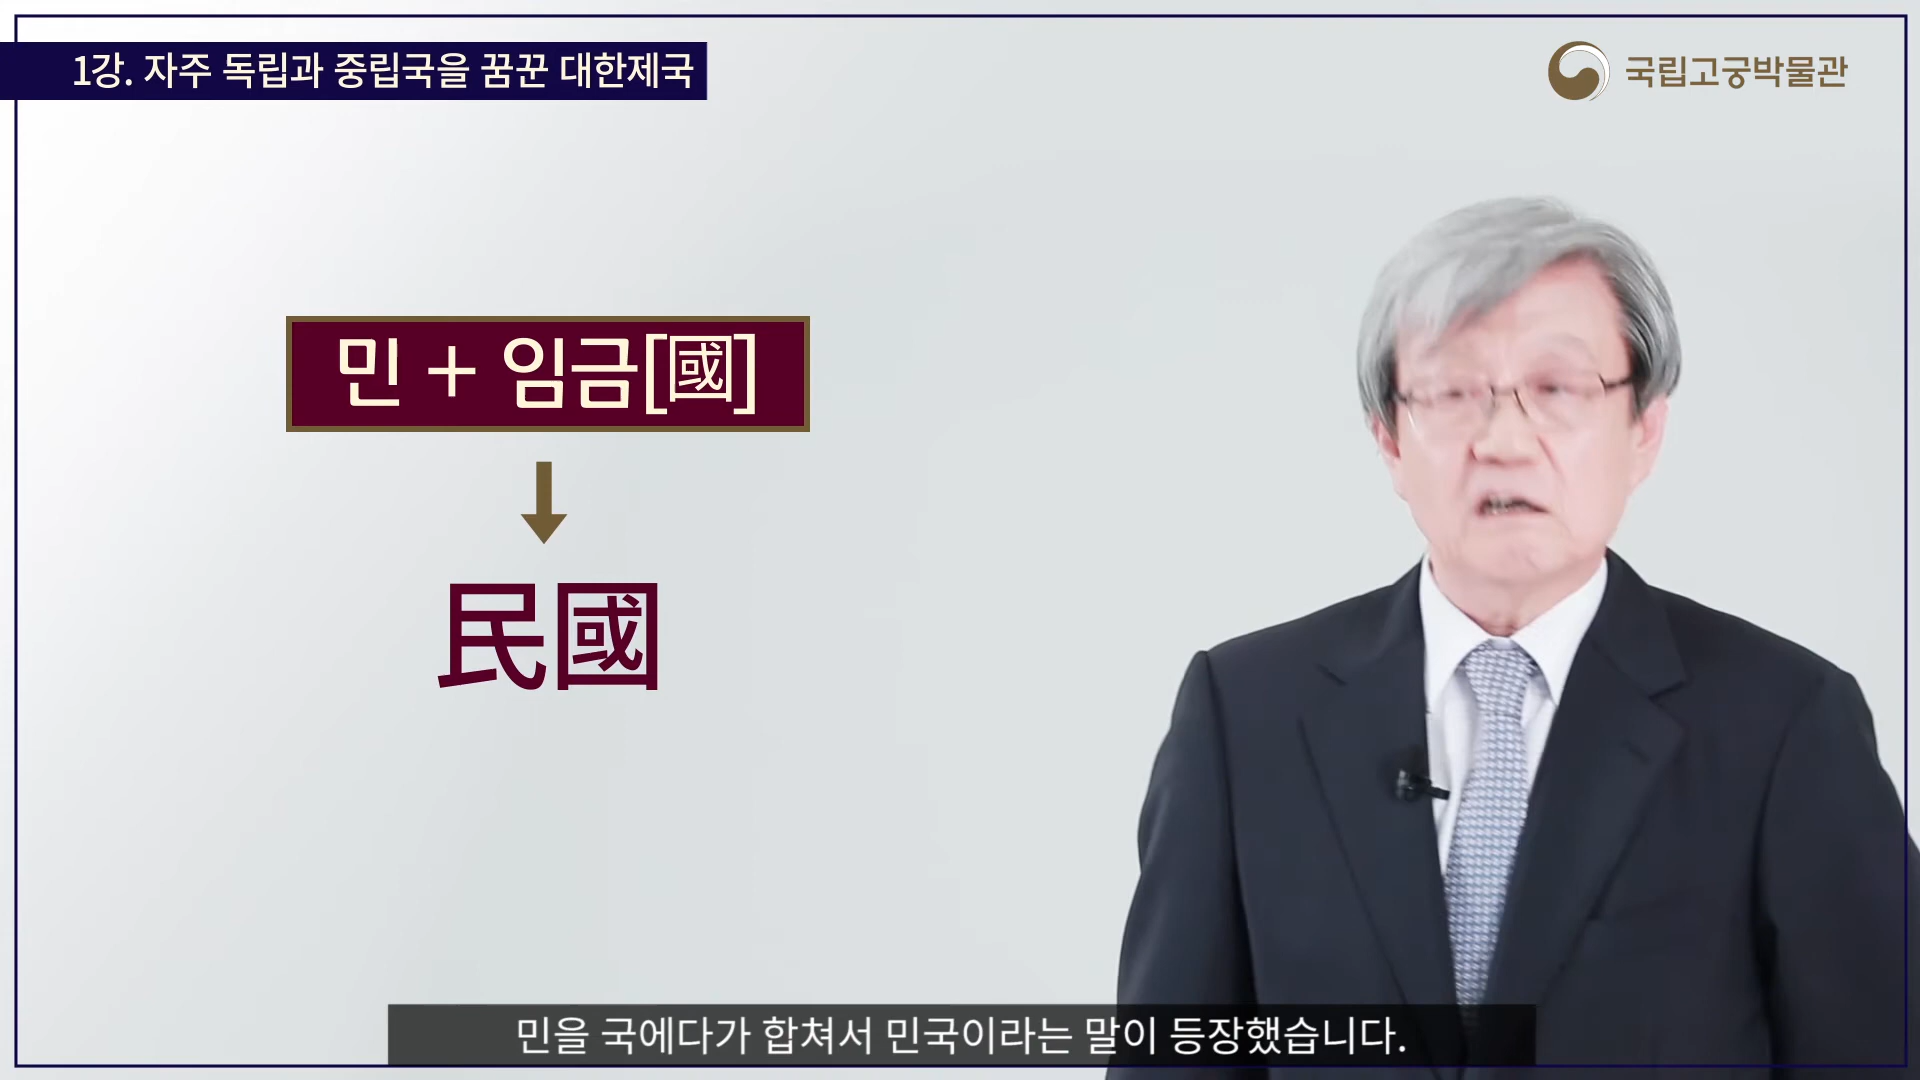 1강. 자주 독립과 중립국을 꿈꾼 대한제국
국립고궁박물관
민 + 임금[國]
民國
민을 국에다가 합쳐서 민국이라는 말이 등장했습니다.